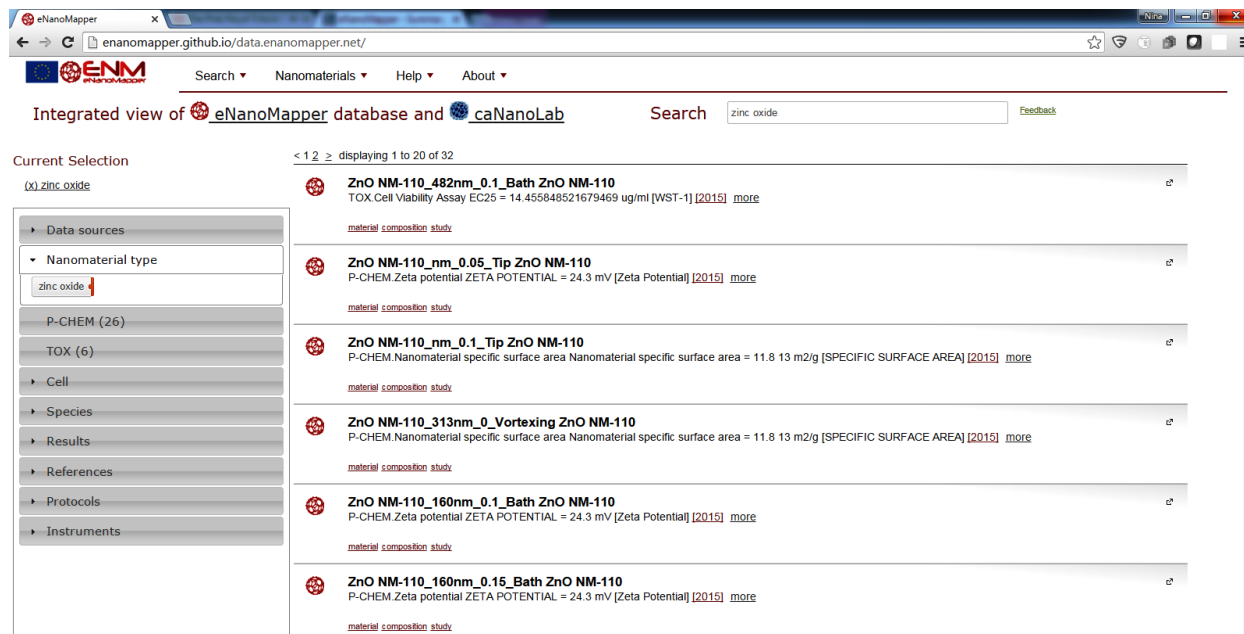 eNanoMapper
Nina
enanomapper.github.io/data.enanomapper.net/
ENM
eNanoMapper
Search Nanomaterials Help About
Integrated view of eNanoMapper database and caNanoLab
Search zinc oxide Feedback
Current Selection
(x) zinc oxide
Data sources
Nanomaterial type
zinc oxide
P-CHEM (26)
TOX (6)
Cell
Species
Results
References
Protocols
Instruments
< 1 2 > displaying 1 to 20 of 32
ZnO NM-110_482nm_0.1_Bath ZnO NM-110
TOX.Cell Viability Assay EC25 = 14.455848521679469 ug/ml [WST-1] [2015] more
material composition study
ZnO NM-110_nm_0.05_Tip ZnO NM-110
P-CHEM.Zeta potential ZETA POTENTIAL = 24.3 mV [Zeta Potential] [2015] more
material composition study
ZnO NM-110_nm_0.1_Tip ZnO NM-110
P-CHEM.Nanomaterial specific surface area Nanomaterial specific surface area = 11.8 13 m2/g [SPECIFIC SURFACE AREA] [2015] more
material composition study
ZnO NM-110_313nm_0_Vortexing ZnO NM-110
P-CHEM.Nanomaterial specific surface area Nanomaterial specific surface area = 11.8 13 m2/g [SPECIFIC SURFACE AREA] [2015] more
material composition study
ZnO NM-110_160nm_0.1_Bath ZnO NM-110
P-CHEM.Zeta potential ZETA POTENTIAL = 24.3 mV [Zeta Potential] [2015] more
material composition study
ZnO NM-110_160nm_0.15_Bath ZnO NM-110
P-CHEM.Zeta potential ZETA POTENTIAL = 24.3 mV [Zeta Potential] [2015] more
material composition study